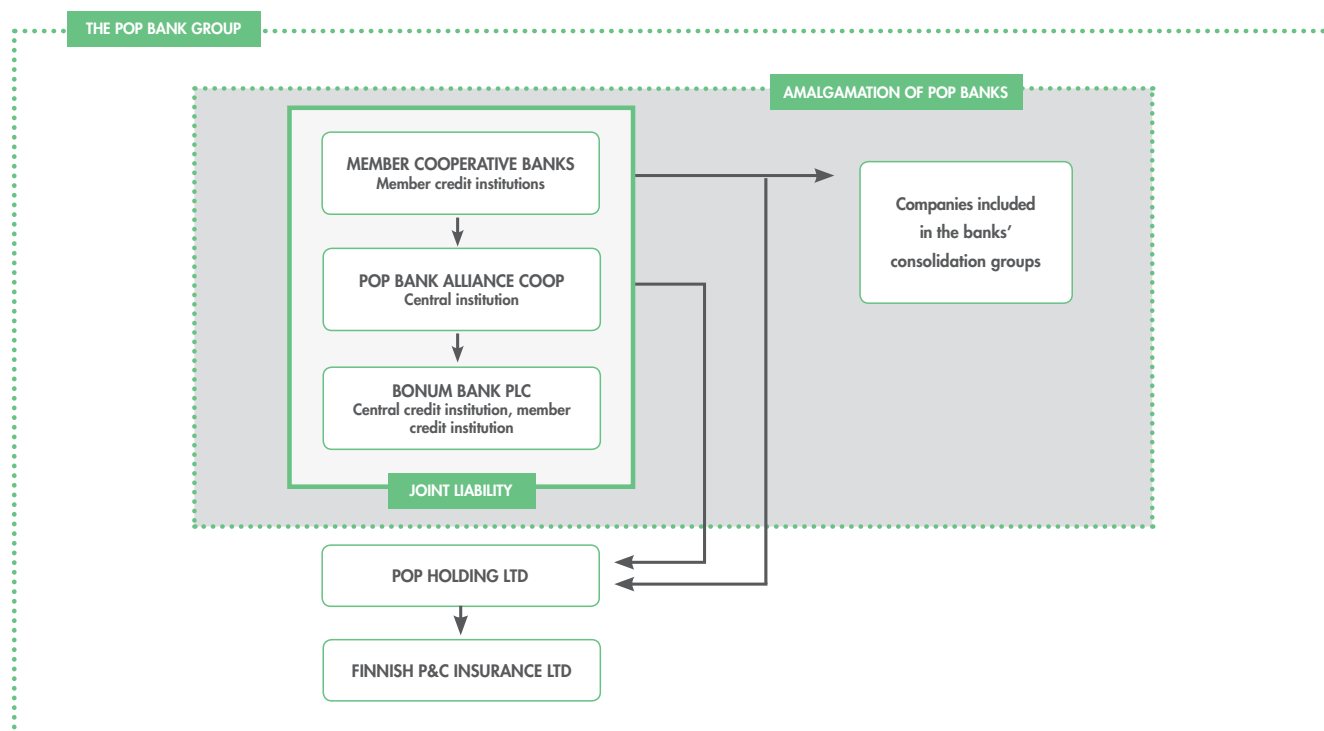 THE POP BANK GROUP
AMALGAMATION OF POP BANKS
MEMBER COOPERATIVE BANKS
Member credit institutions
Companies included
in the banks’
consolidation groups
POP BANK ALLIANCE COOP
Central institution
BONUM BANK PLC
Central credit institution, member
credit institution
JOINT LIABILITY
POP HOLDING LTD
FINNISH P&C INSURANCE LTD